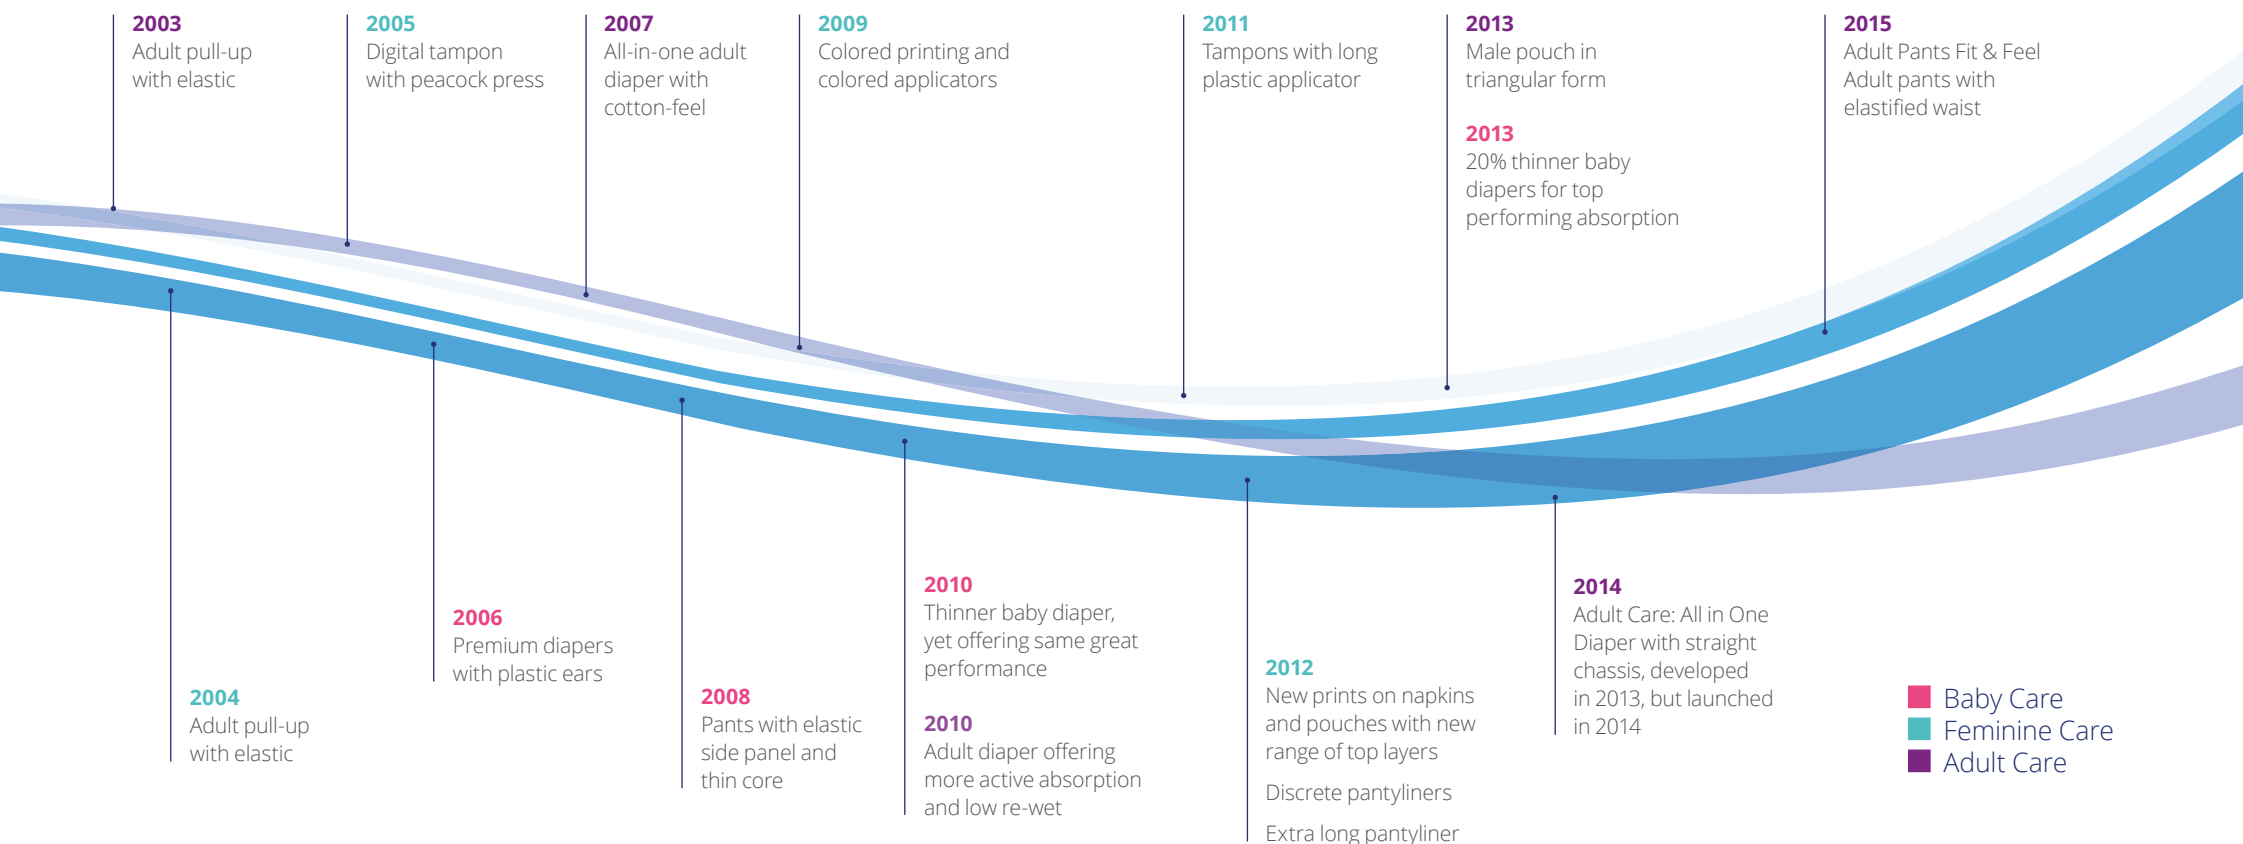 2003
Adult pull-up
with elastic
2005
Digital tampon
with peacock press
2007
All-in-one adult
diaper with
cotton-feel
2009
Colored printing and
colored applicators
2011
Tampons with long
plastic applicator
2013
Male pouch in
triangular form
2013
20% thinner baby
diapers for top
performing absorption
2015
Adult Pants Fit & Feel
Adult pants with
elastified waist
2004
Adult pull-up
with elastic
2006
Premium diapers
with plastic ears
2008
Pants with elastic
side panel and
thin core
2010
Thinner baby diaper,
yet offering same great
performance
2010
Adult diaper offering
more active absorption
and low re-wet
2012
New prints on napkins
and pouches with new
range of top layers
Discrete pantyliners
Extra long pantyliner
2014
Adult Care: All in One
Diaper with straight
chassis, developed
in 2013, but launched
in 2014
Baby Care
Feminine Care
Adult Care